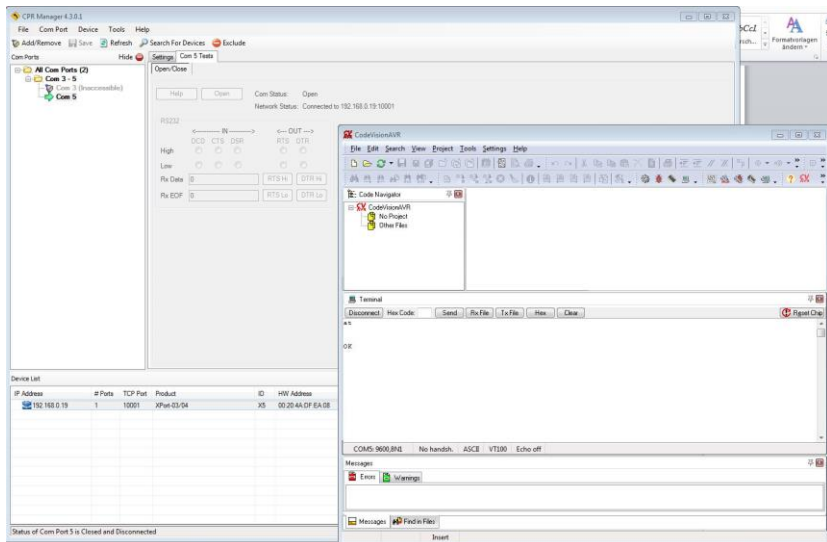 CPR Manager 4.3.0.1
File Com Port Device Tools Help
Add/Remove Save Refresh Search For Devices Exclude
Com Ports Hide
All Com Ports (2)
Com 3 - 5
Com 3 (Inaccessible)
Com 5
Settings Com 5 Tests
Open/Close
Help Open Com Status: Open
Network Status: Connected to 192.168.0.19:10001
RS232
<-------- IN --------> <--- OUT --->
DCD CTS DSR RTS DTR
High
Low
Rx Data 0 RTS Hi DTR Hi
Rx EOF 0 RTS Lo DTR Lo
Device List
IP Address # Ports TCP Port Product ID HW Address
192.168.0.19 1 10001 XPort-03/04 X5 00:20:4A:0F:EA:08
Status of Com Port 5 is Closed and Disconnected
Formatvorlagen
ändern
CodeVisionAVR
File Edit Search View Project Tools Settings Help
Code Navigator
CodeVisionAVR
No Project
Other Files
Terminal
Disconnect Hex Code: Send Rx File Tx File Hex Clear Reset Chip
at
OK
COM5: 9600,8N1 No handsh. ASCII VT100 Echo off
Messages
Errors Warnings
Messages Find in Files
Insert